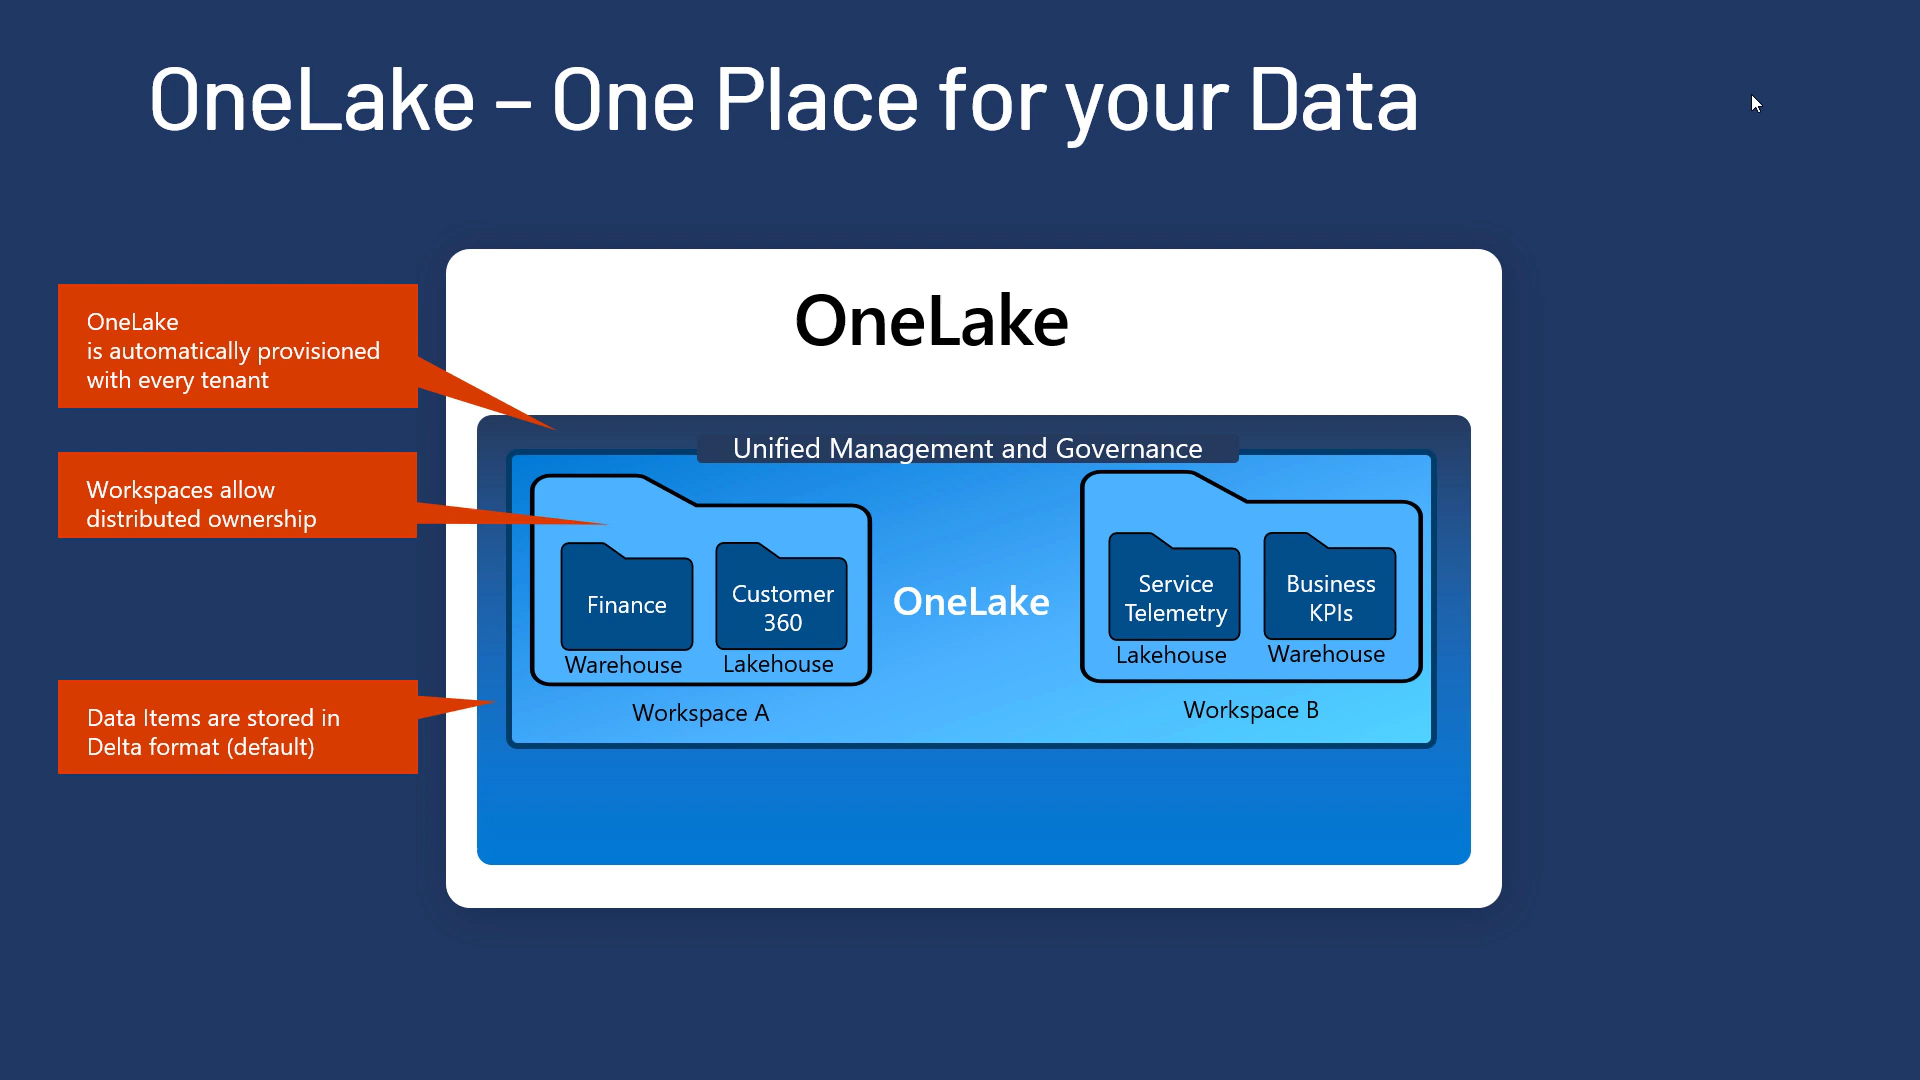 OneLake – One Place for your Data
OneLake
OneLake
is automatically provisioned
with every tenant
Unified Management and Governance
Workspaces allow
distributed ownership
Finance
Warehouse
Customer
360
Lakehouse
Workspace A
OneLake
Service
Telemetry
Lakehouse
Business
KPIs
Warehouse
Workspace B
Data Items are stored in
Delta format (default)